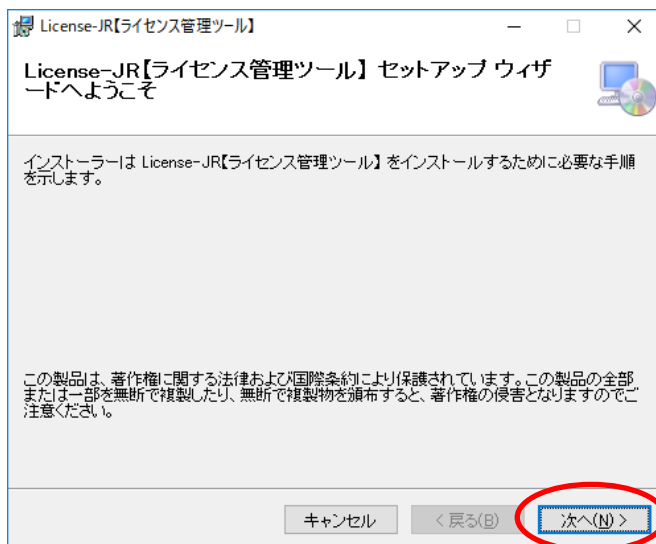 License-JR【ライセンス管理ツール】
License-JR【ライセンス管理ツール】 セットアップ ウィザ
ードへようこそ
インストーラーは License-JR【ライセンス管理ツール】 をインストールするために必要な手順
を示します。
この製品は、著作権に関する法律および国際条約により保護されています。この製品の全部
または一部を無断で複製したり、無断で複製物を頒布すると、著作権の侵害となりますのでご
注意ください。
キャンセル
< 戻る(B)
次へ(N) >